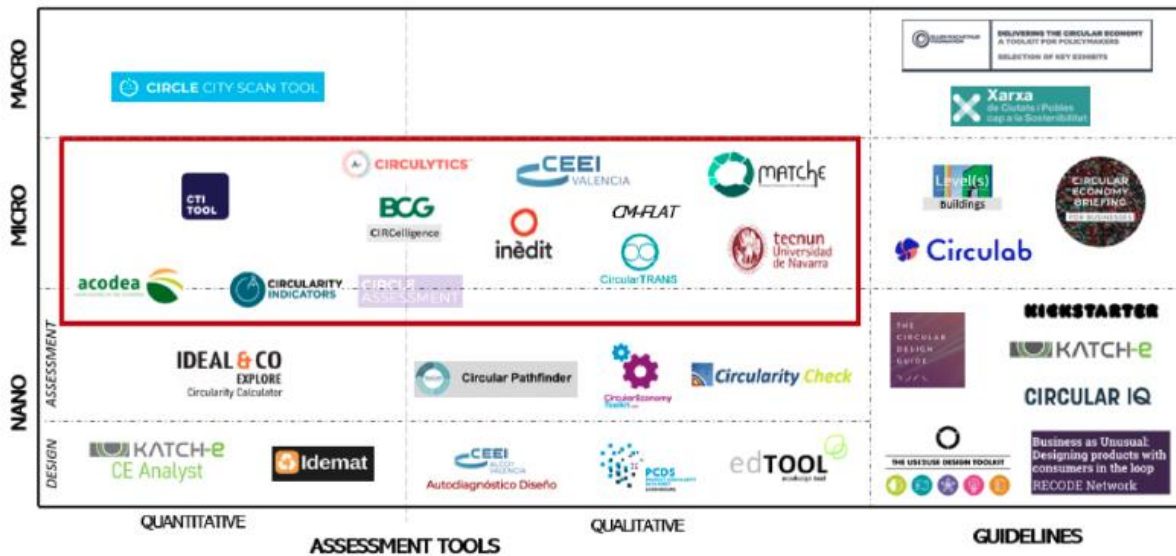 MACRO
CIRCLE CITY SCAN TOOL
ELLEN MACARTHUR
FOUNDATION
DELIVERING THE CIRCULAR ECONOMY
A TOOLKIT FOR POLICYMAKERS
SELECTION OF KEY EXHIBITS
Xarxa
de Ciutats i Pobles
cap a la Sostenibilitat
MICRO
CTI
TOOL
CIRCULYTICS
CEEI
VALENCIA
MATChE
BCG
CIRCelligence
inèdit
CM-FLAT
CircularTRANS
tecnun
Universidad
de Navarra
acodea
CIRCULARITY
INDICATORS
CIRCLE
ASSESSMENT
Level(s)
Buildings
CIRCULAR
ECONOMY
BRIEFING
FOR BUSINESSES
Circulab
NANO
ASSESSMENT
IDEAL & CO
EXPLORE
Circularity Calculator
Circular Pathfinder
CircularEconomy
Toolkit
Circularity Check
THE
CIRCULAR
DESIGN
GUIDE
KICKSTARTER
KATCH-e
CIRCULAR IQ
DESIGN
KATCH-e
CE Analyst
Idemat
CEEI
ALCOY
VALENCIA
Autodiagnóstico Diseño
PCDS
edTOOL
ecodesign tool
THE USE2USE DESIGN TOOLKIT
Business as Unusual:
Designing products with
consumers in the loop
RECODE Network
QUANTITATIVE
QUALITATIVE
ASSESSMENT TOOLS
GUIDELINES